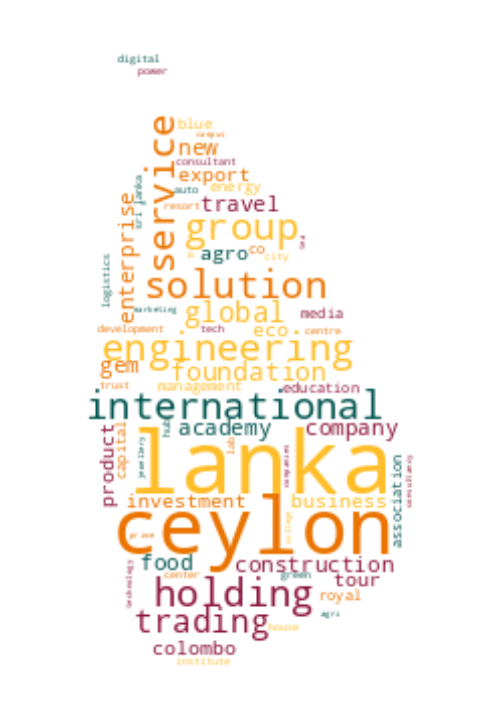 digital
power
blue
campus
service
new
consultant
export
energy
auto
sri lanka
resort
travel
enterprise
group
tea
agro
co
city
logistics
solution
marketing
global
media
development
tech
eco
centre
engineering
gem
foundation
trust
management
education
international
product
capital
hub
academy
company
jewellery
lab
lanka
companies
association
consultancy
investment
business
college
ceylon
prime
food
construction
technology
center
green
tour
holding
royal
trading
agri
house
colombo
institute